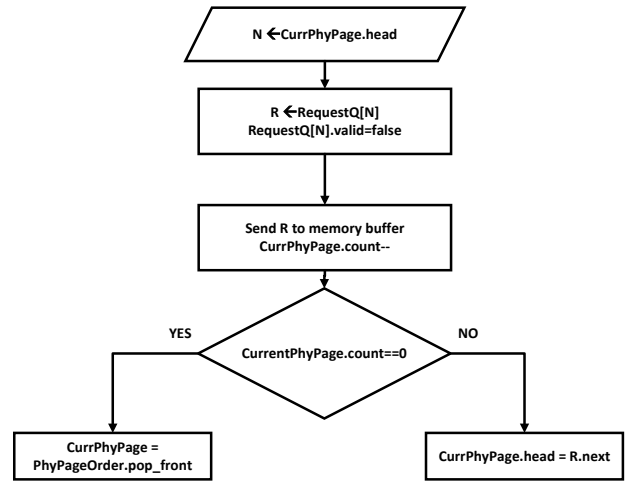 N ←CurrPhyPage.head
R ←RequestQ[N]
RequestQ[N].valid=false
Send R to memory buffer
CurrPhyPage.count--
YES
NO
CurrentPhyPage.count==0
CurrPhyPage =
PhyPageOrder.pop_front
CurrPhyPage.head = R.next